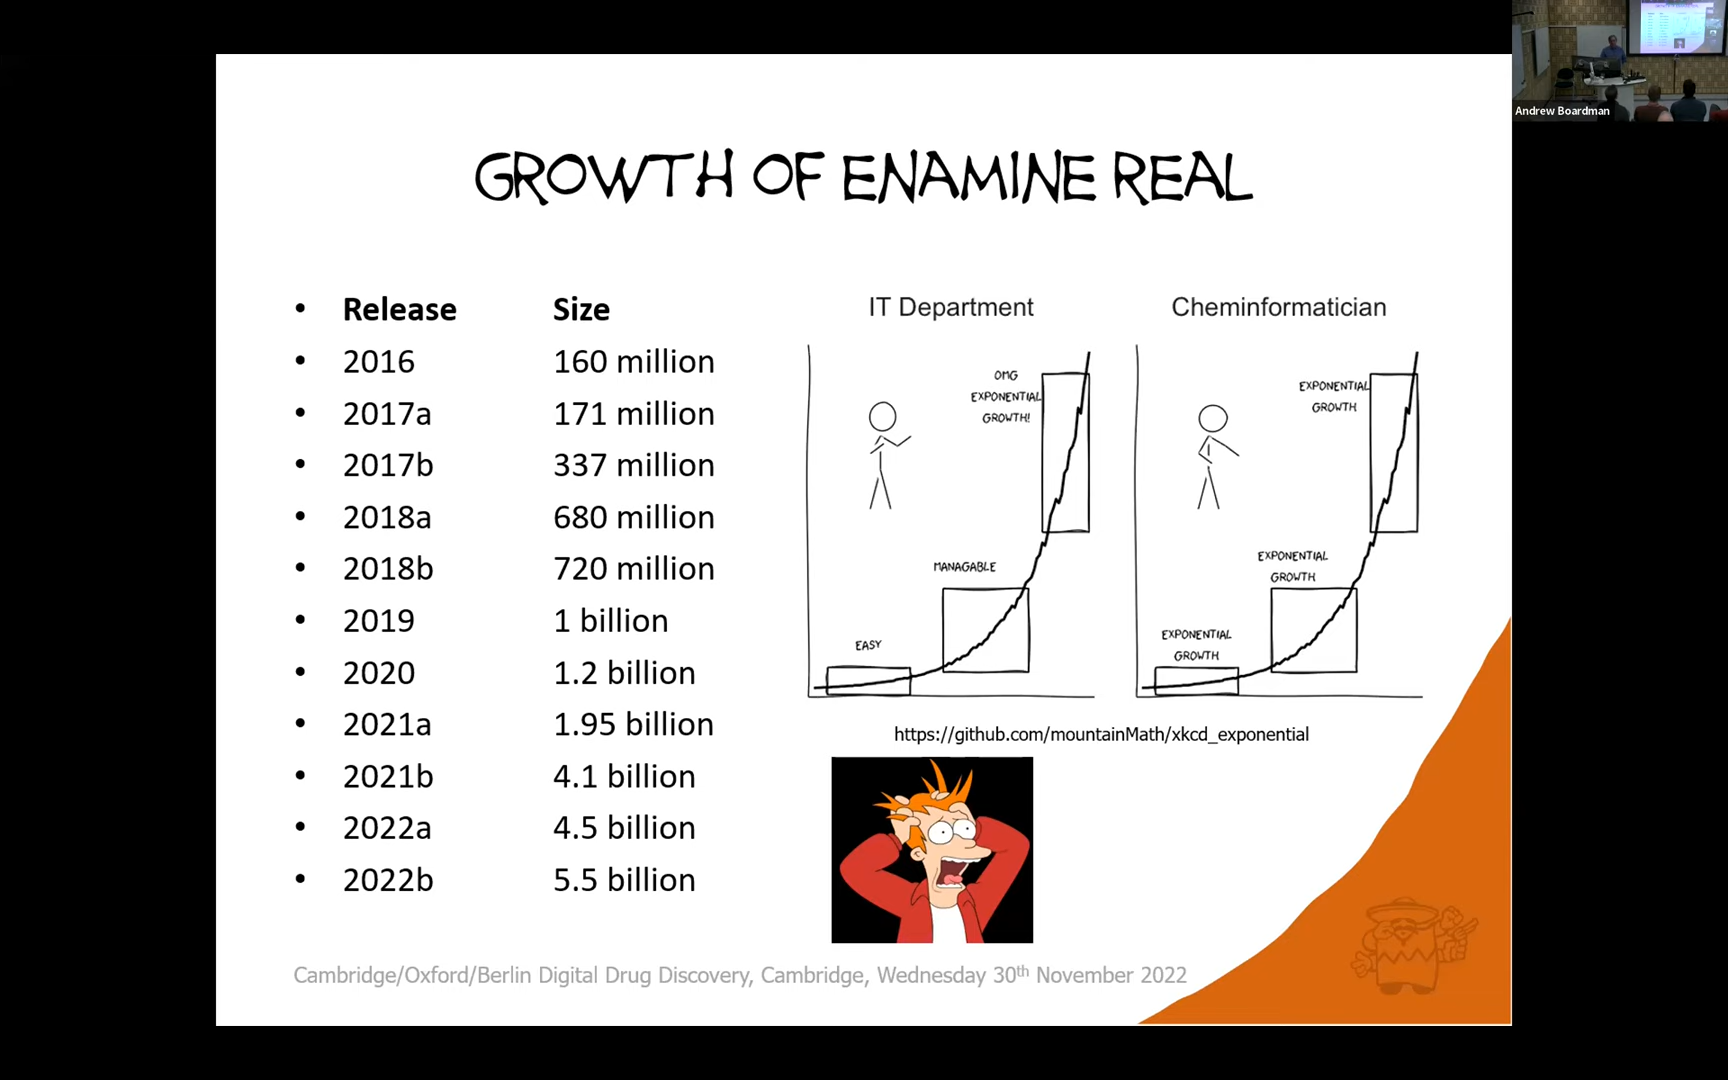 Andrew Boardman
GROWTH OF ENAMINE REAL
• Release Size
• 2016 160 million
• 2017a 171 million
• 2017b 337 million
• 2018a 680 million
• 2018b 720 million
• 2019 1 billion
• 2020 1.2 billion
• 2021a 1.95 billion
• 2021b 4.1 billion
• 2022a 4.5 billion
• 2022b 5.5 billion
IT Department
OMG
EXPONENTIAL
GROWTH!
MANAGABLE
EASY
Cheminformatician
EXPONENTIAL
GROWTH
EXPONENTIAL
GROWTH
EXPONENTIAL
GROWTH
https://github.com/mountainMath/xkcd_exponential
Cambridge/Oxford/Berlin Digital Drug Discovery, Cambridge, Wednesday 30th November 2022